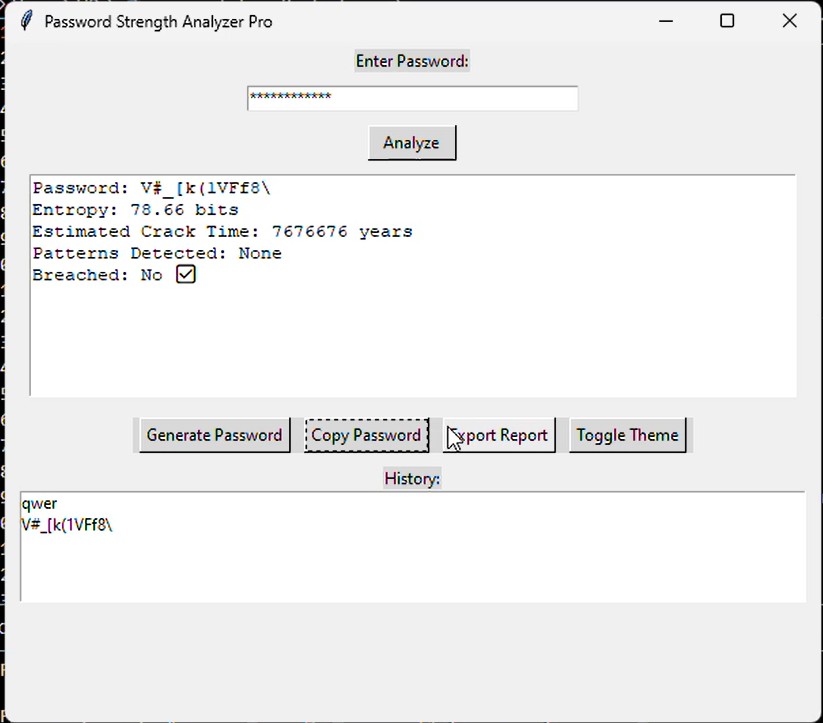 Password Strength Analyzer Pro
Enter Password:
************
Analyze
Password: V#_[k(1VFf8\
Entropy: 78.66 bits
Estimated Crack Time: 7676676 years
Patterns Detected: None
Breached: No ☑
Generate Password Copy Password Export Report Toggle Theme
History:
qwer
V#_[k(1VFf8\